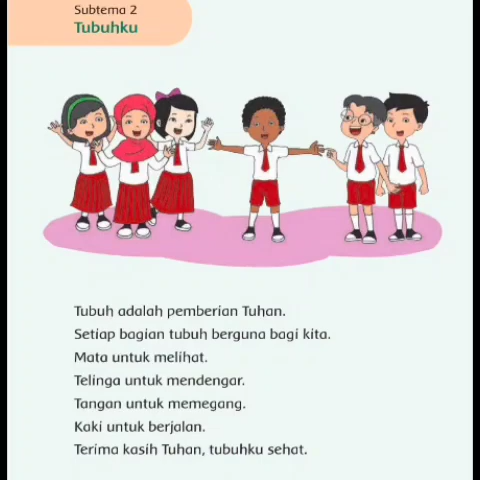 Subtema 2
Tubuhku
Tubuh adalah pemberian Tuhan.
Setiap bagian tubuh berguna bagi kita.
Mata untuk melihat.
Telinga untuk mendengar.
Tangan untuk memegang.
Kaki untuk berjalan.
Terima kasih Tuhan, tubuhku sehat.